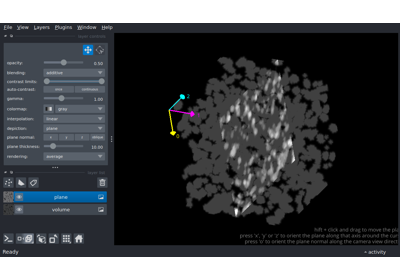 File View Layers Plugins Window Help
layer controls
opacity: 0.50
blending: additive
contrast limits:
auto-contrast: once continuous
gamma: 1.00
colormap: gray
interpolation: linear
depiction: plane
plane normal: x y z oblique
plane thickness: 10.00
rendering: average
layer list
plane
volume
shift + click and drag to move the pl
press 'x', 'y' or 'z' to orient the plane along that axis around the cur
press 'o' to orient the plane normal along the camera view direct
Ready
activity